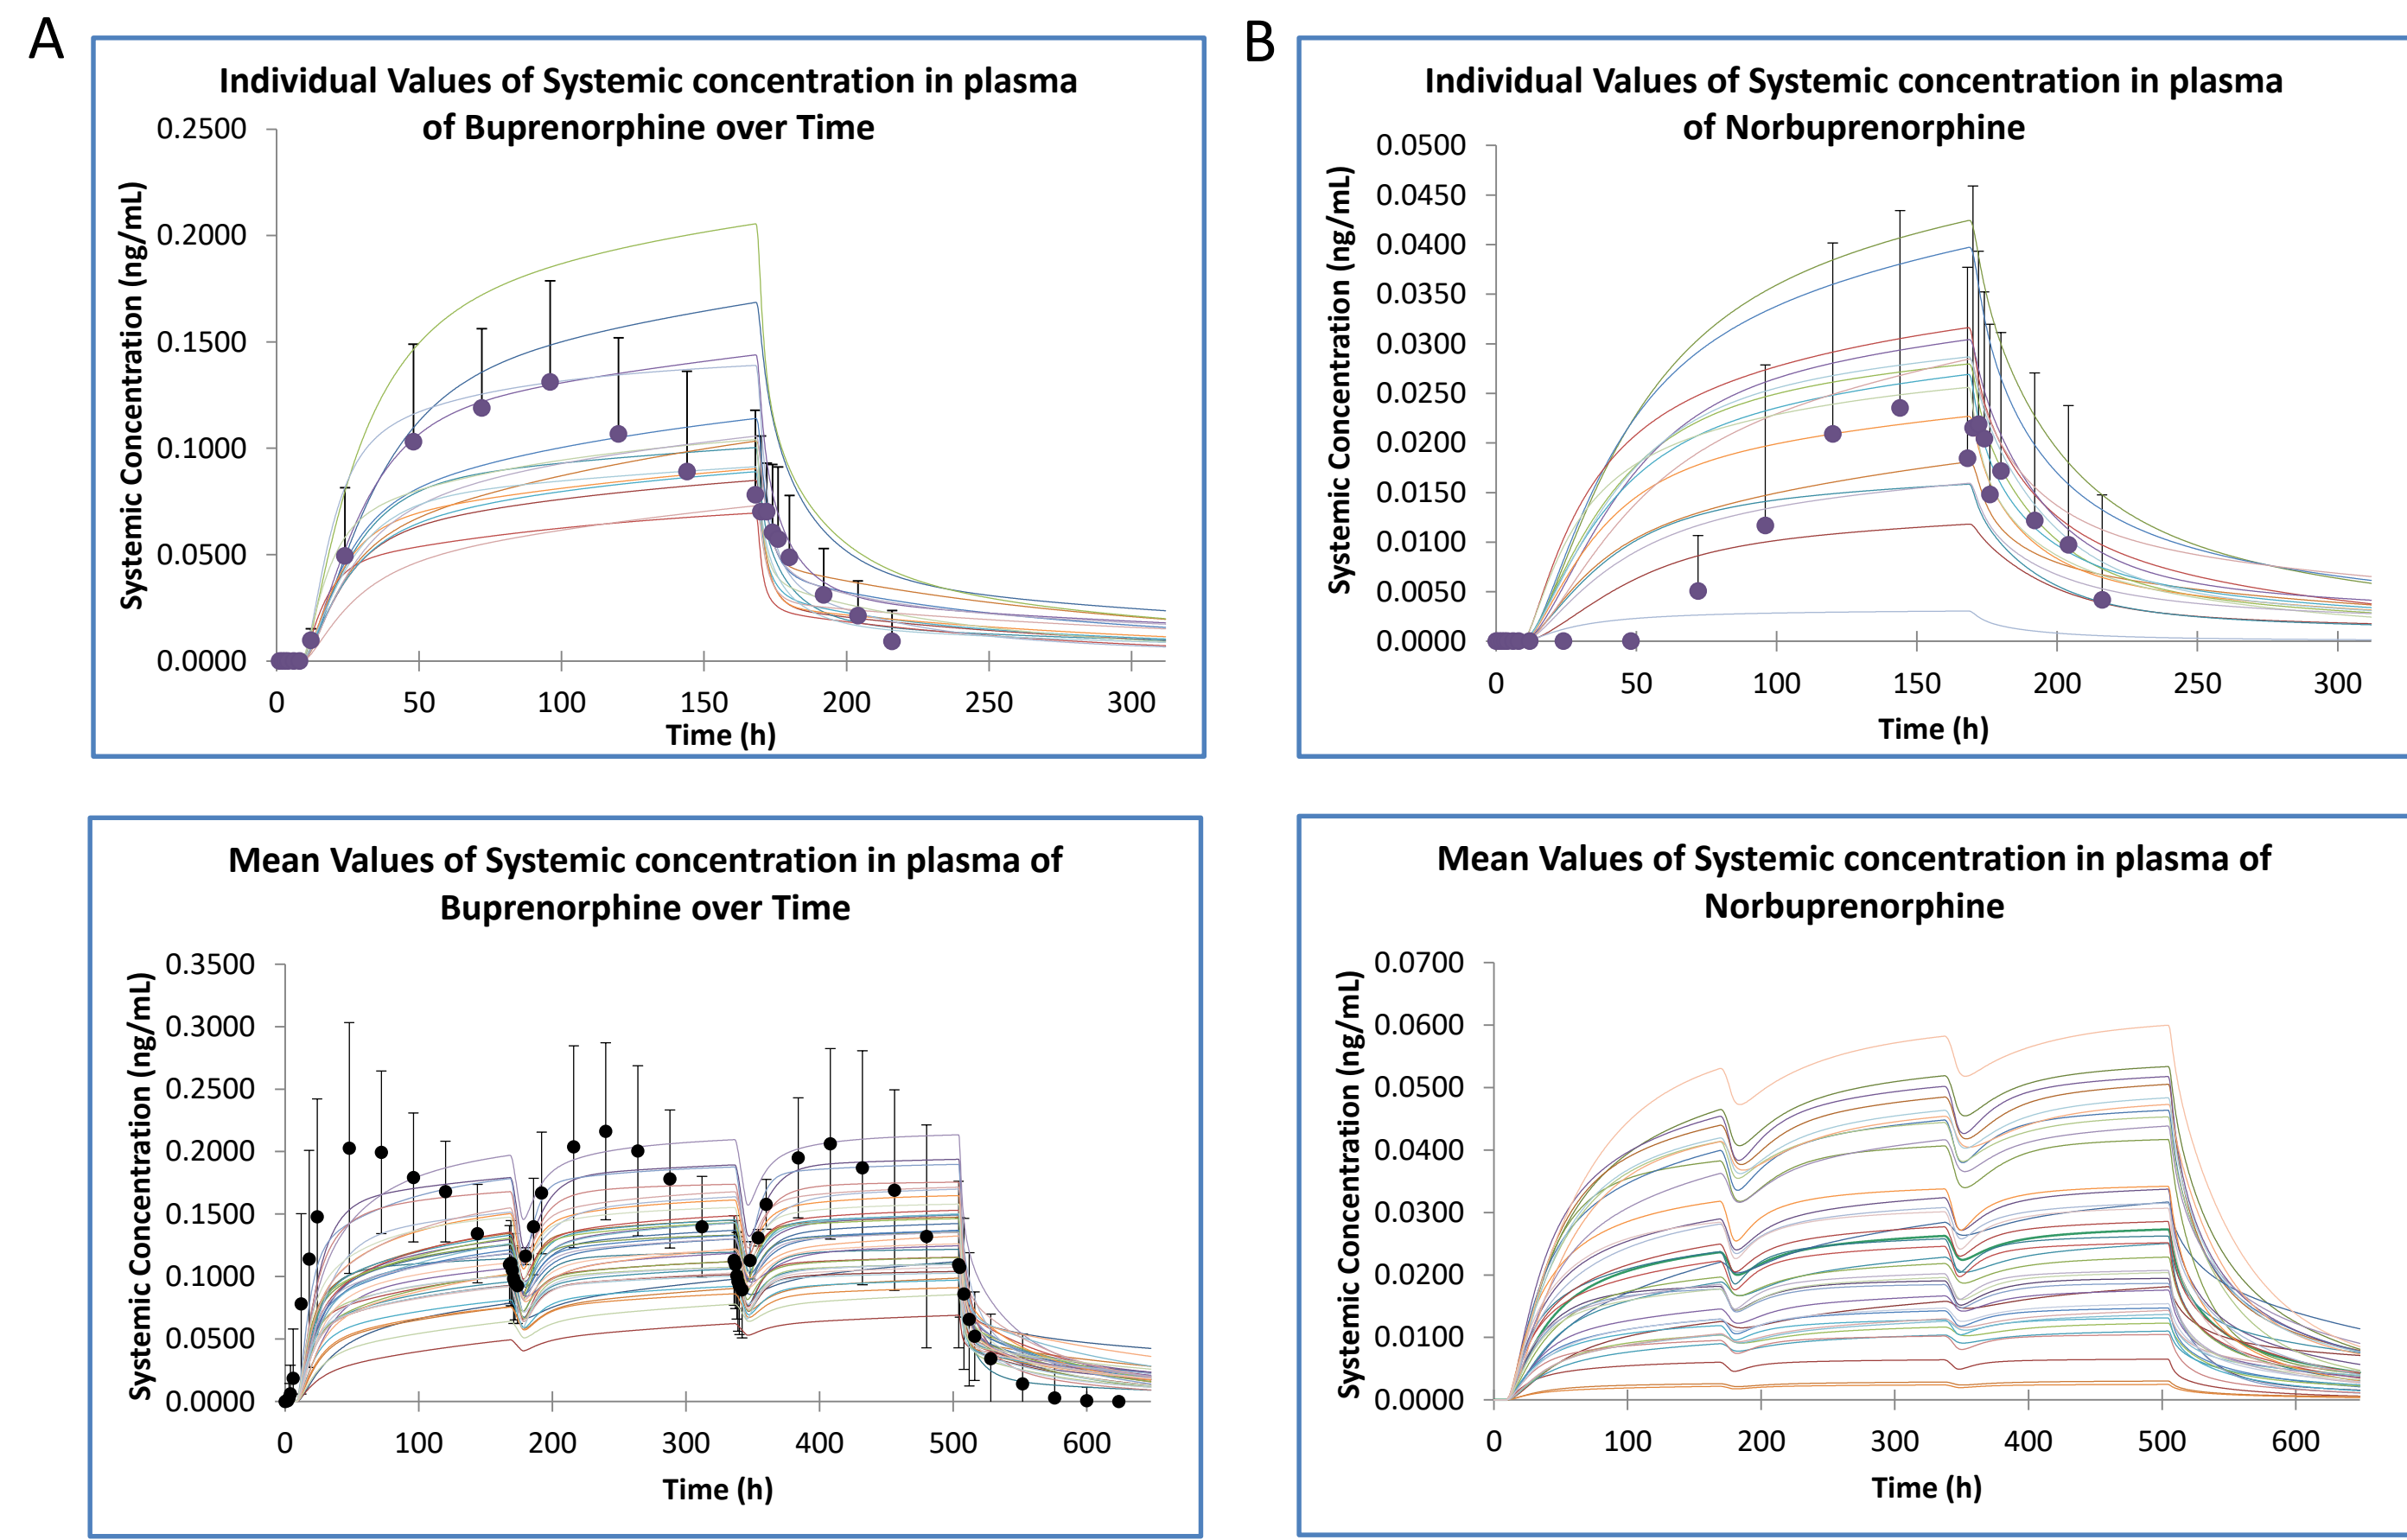 A
Individual Values of Systemic concentration in plasma
of Buprenorphine over Time
Systemic Concentration (ng/mL)
0.2500
0.2000
0.1500
0.1000
0.0500
0.0000
0 50 100 150 200 250 300
Time (h)
B
Individual Values of Systemic concentration in plasma
of Norbuprenorphine
Systemic Concentration (ng/mL)
0.0500
0.0450
0.0400
0.0350
0.0300
0.0250
0.0200
0.0150
0.0100
0.0050
0.0000
0 50 100 150 200 250 300
Time (h)
Mean Values of Systemic concentration in plasma of
Buprenorphine over Time
Systemic Concentration (ng/mL)
0.3500
0.3000
0.2500
0.2000
0.1500
0.1000
0.0500
0.0000
0 100 200 300 400 500 600
Time (h)
Mean Values of Systemic concentration in plasma of
Norbuprenorphine
Systemic Concentration (ng/mL)
0.0700
0.0600
0.0500
0.0400
0.0300
0.0200
0.0100
0.0000
0 100 200 300 400 500 600
Time (h)